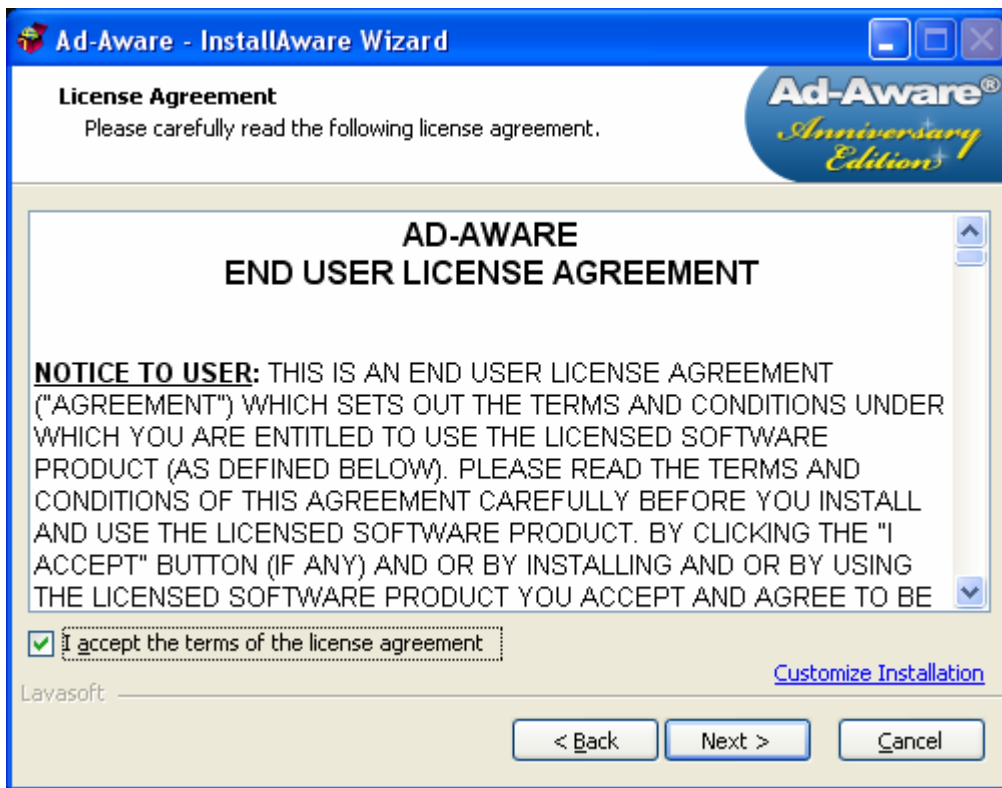 Ad-Aware - InstallAware Wizard
License Agreement
Please carefully read the following license agreement.
Ad-Aware®
Anniversary
Edition
AD-AWARE
END USER LICENSE AGREEMENT
NOTICE TO USER: THIS IS AN END USER LICENSE AGREEMENT
("AGREEMENT") WHICH SETS OUT THE TERMS AND CONDITIONS UNDER
WHICH YOU ARE ENTITLED TO USE THE LICENSED SOFTWARE
PRODUCT (AS DEFINED BELOW). PLEASE READ THE TERMS AND
CONDITIONS OF THIS AGREEMENT CAREFULLY BEFORE YOU INSTALL
AND USE THE LICENSED SOFTWARE PRODUCT. BY CLICKING THE "I
ACCEPT" BUTTON (IF ANY) AND OR BY INSTALLING AND OR BY USING
THE LICENSED SOFTWARE PRODUCT YOU ACCEPT AND AGREE TO BE
I accept the terms of the license agreement
Customize Installation
Lavasoft
< Back
Next >
Cancel